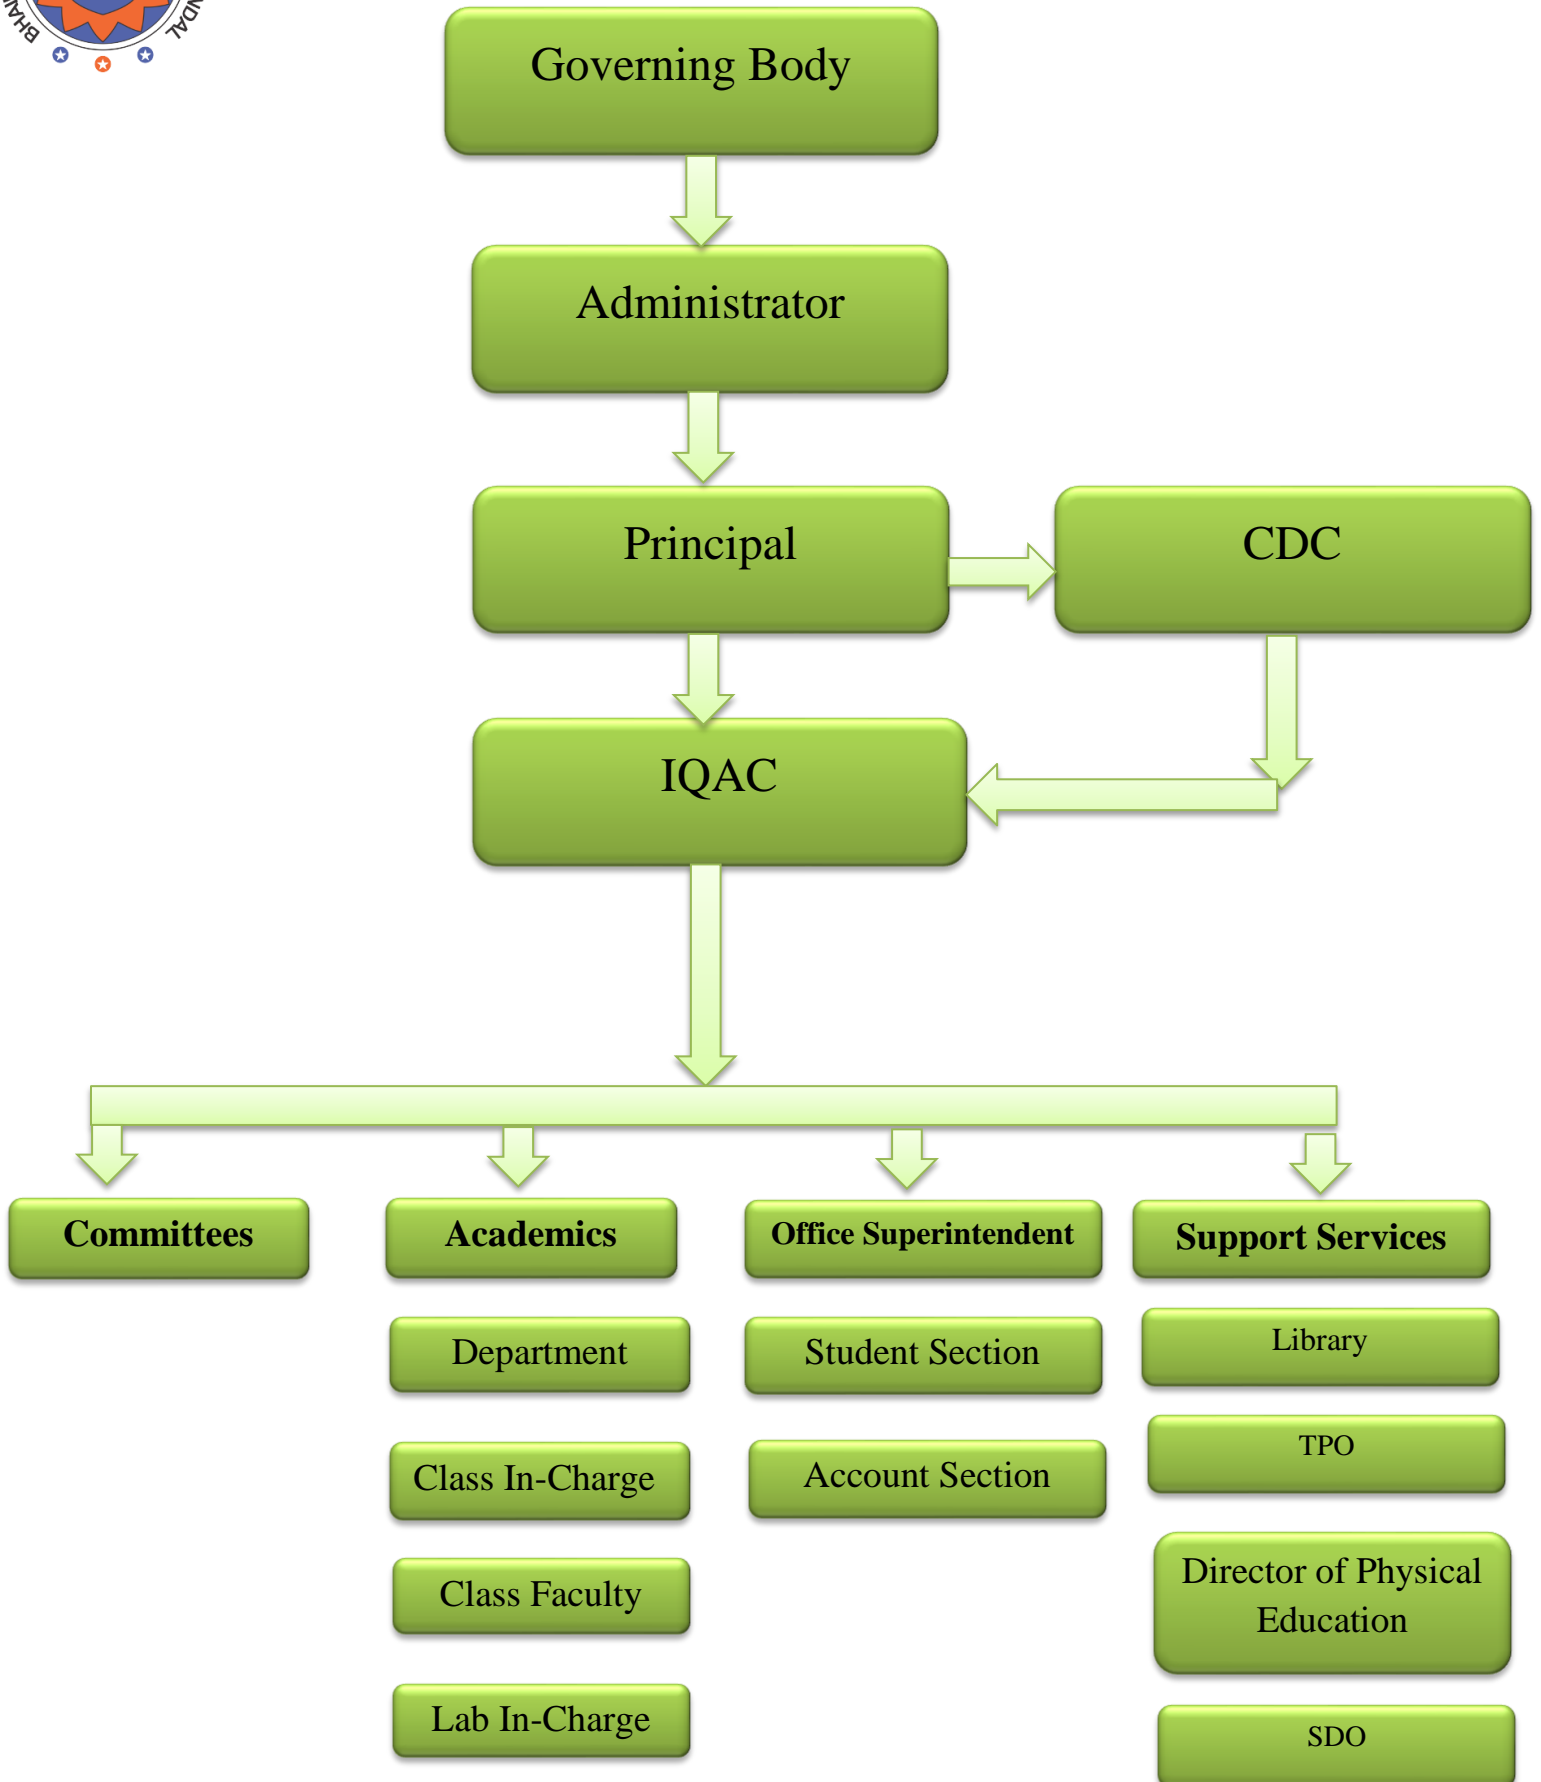 Governing Body
Administrator
Principal
CDC
IQAC
Committees
Academics
Office Superintendent
Support Services
Department
Student Section
Library
Class In-Charge
Account Section
TPO
Class Faculty
Director of Physical
Education
Lab In-Charge
SDO